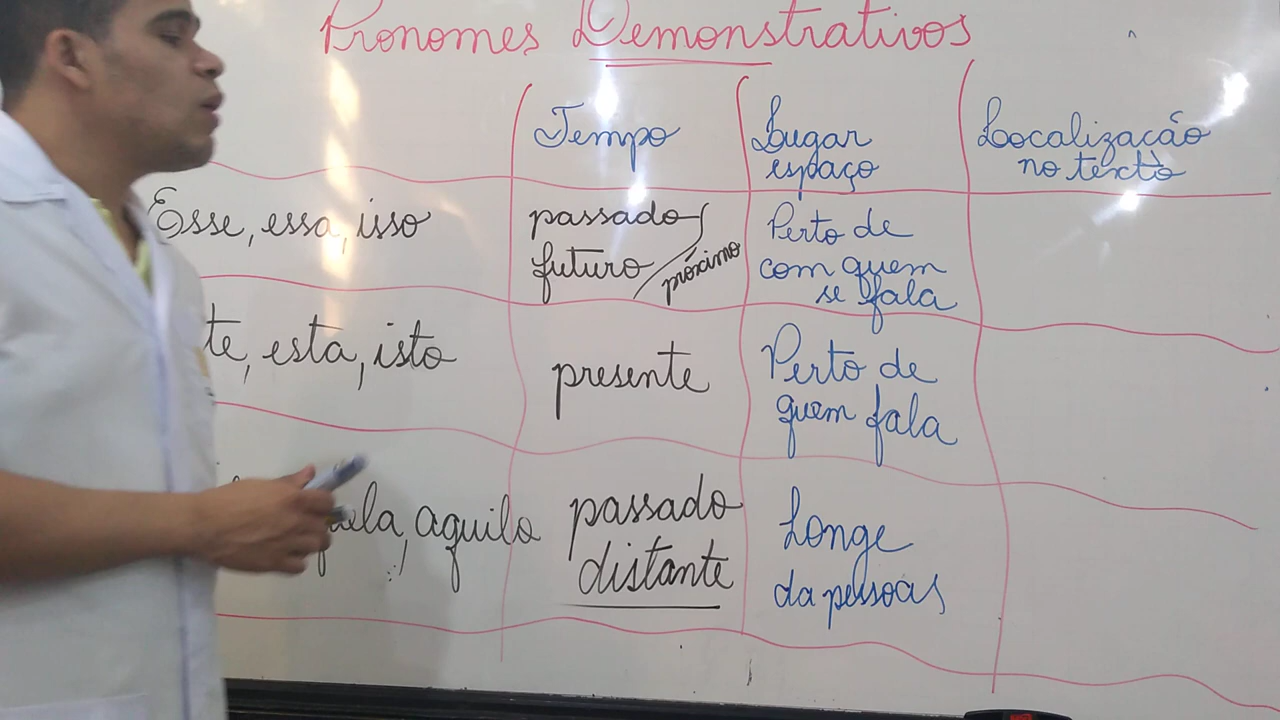 Pronomes Demonstrativos
Tempo
Lugar
espaço
Localização
no texto
Esse, essa, isso
passado
futuro
próximo
Perto de
com quem
se fala
te, esta, isto
presente
Perto de
quem fala
uela, aquilo
passado
distante
Longe
da pessoas